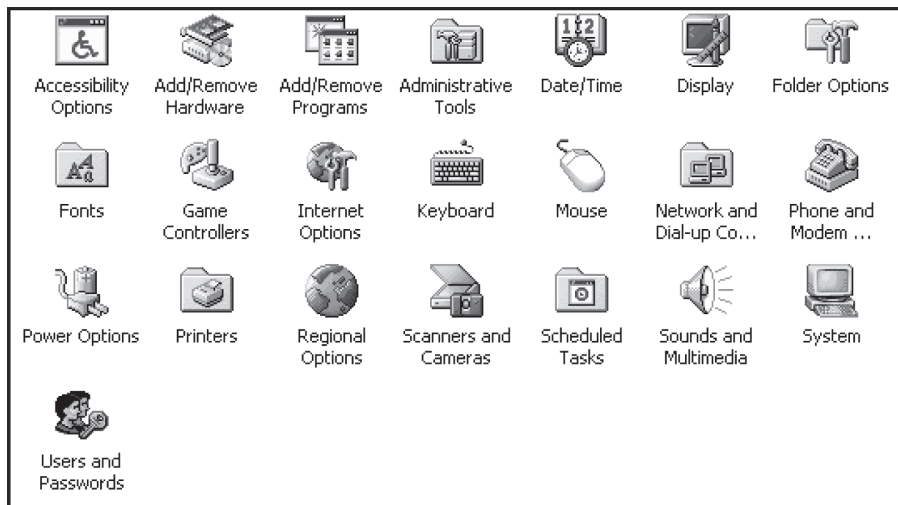 Accessibility Options
Add/Remove Hardware
Add/Remove Programs
Administrative Tools
Date/Time
Display
Folder Options
Fonts
Game Controllers
Internet Options
Keyboard
Mouse
Network and Dial-up Co...
Phone and Modem ...
Power Options
Printers
Regional Options
Scanners and Cameras
Scheduled Tasks
Sounds and Multimedia
System
Users and Passwords